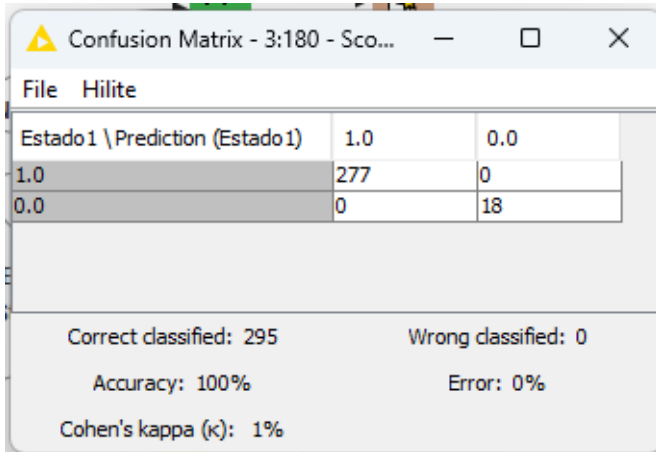 Confusion Matrix - 3:180 - Sco...
File Hilite
Estado1 \ Prediction (Estado1) 1.0 0.0
1.0 277 0
0.0 0 18
Correct classified: 295 Wrong classified: 0
Accuracy: 100% Error: 0%
Cohen's kappa (κ): 1%